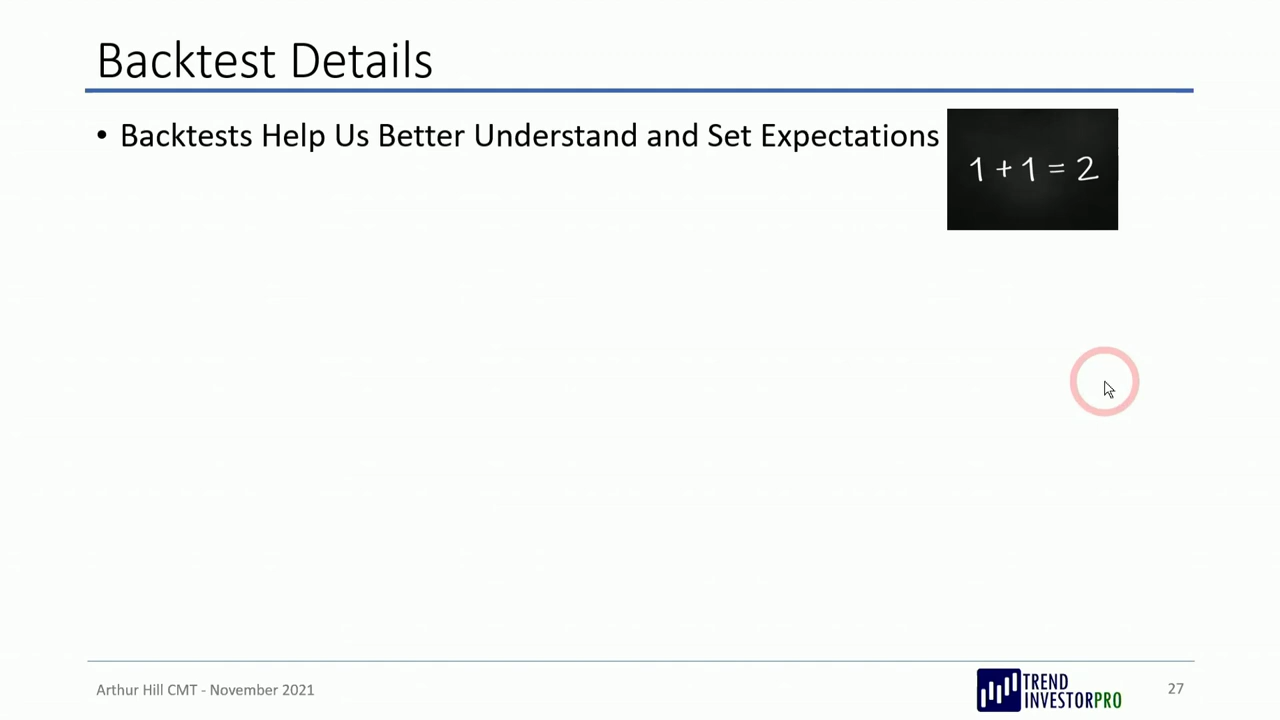 Backtest Details
• Backtests Help Us Better Understand and Set Expectations
1 + 1 = 2
Arthur Hill CMT - November 2021
TREND
INVESTORPRO
27